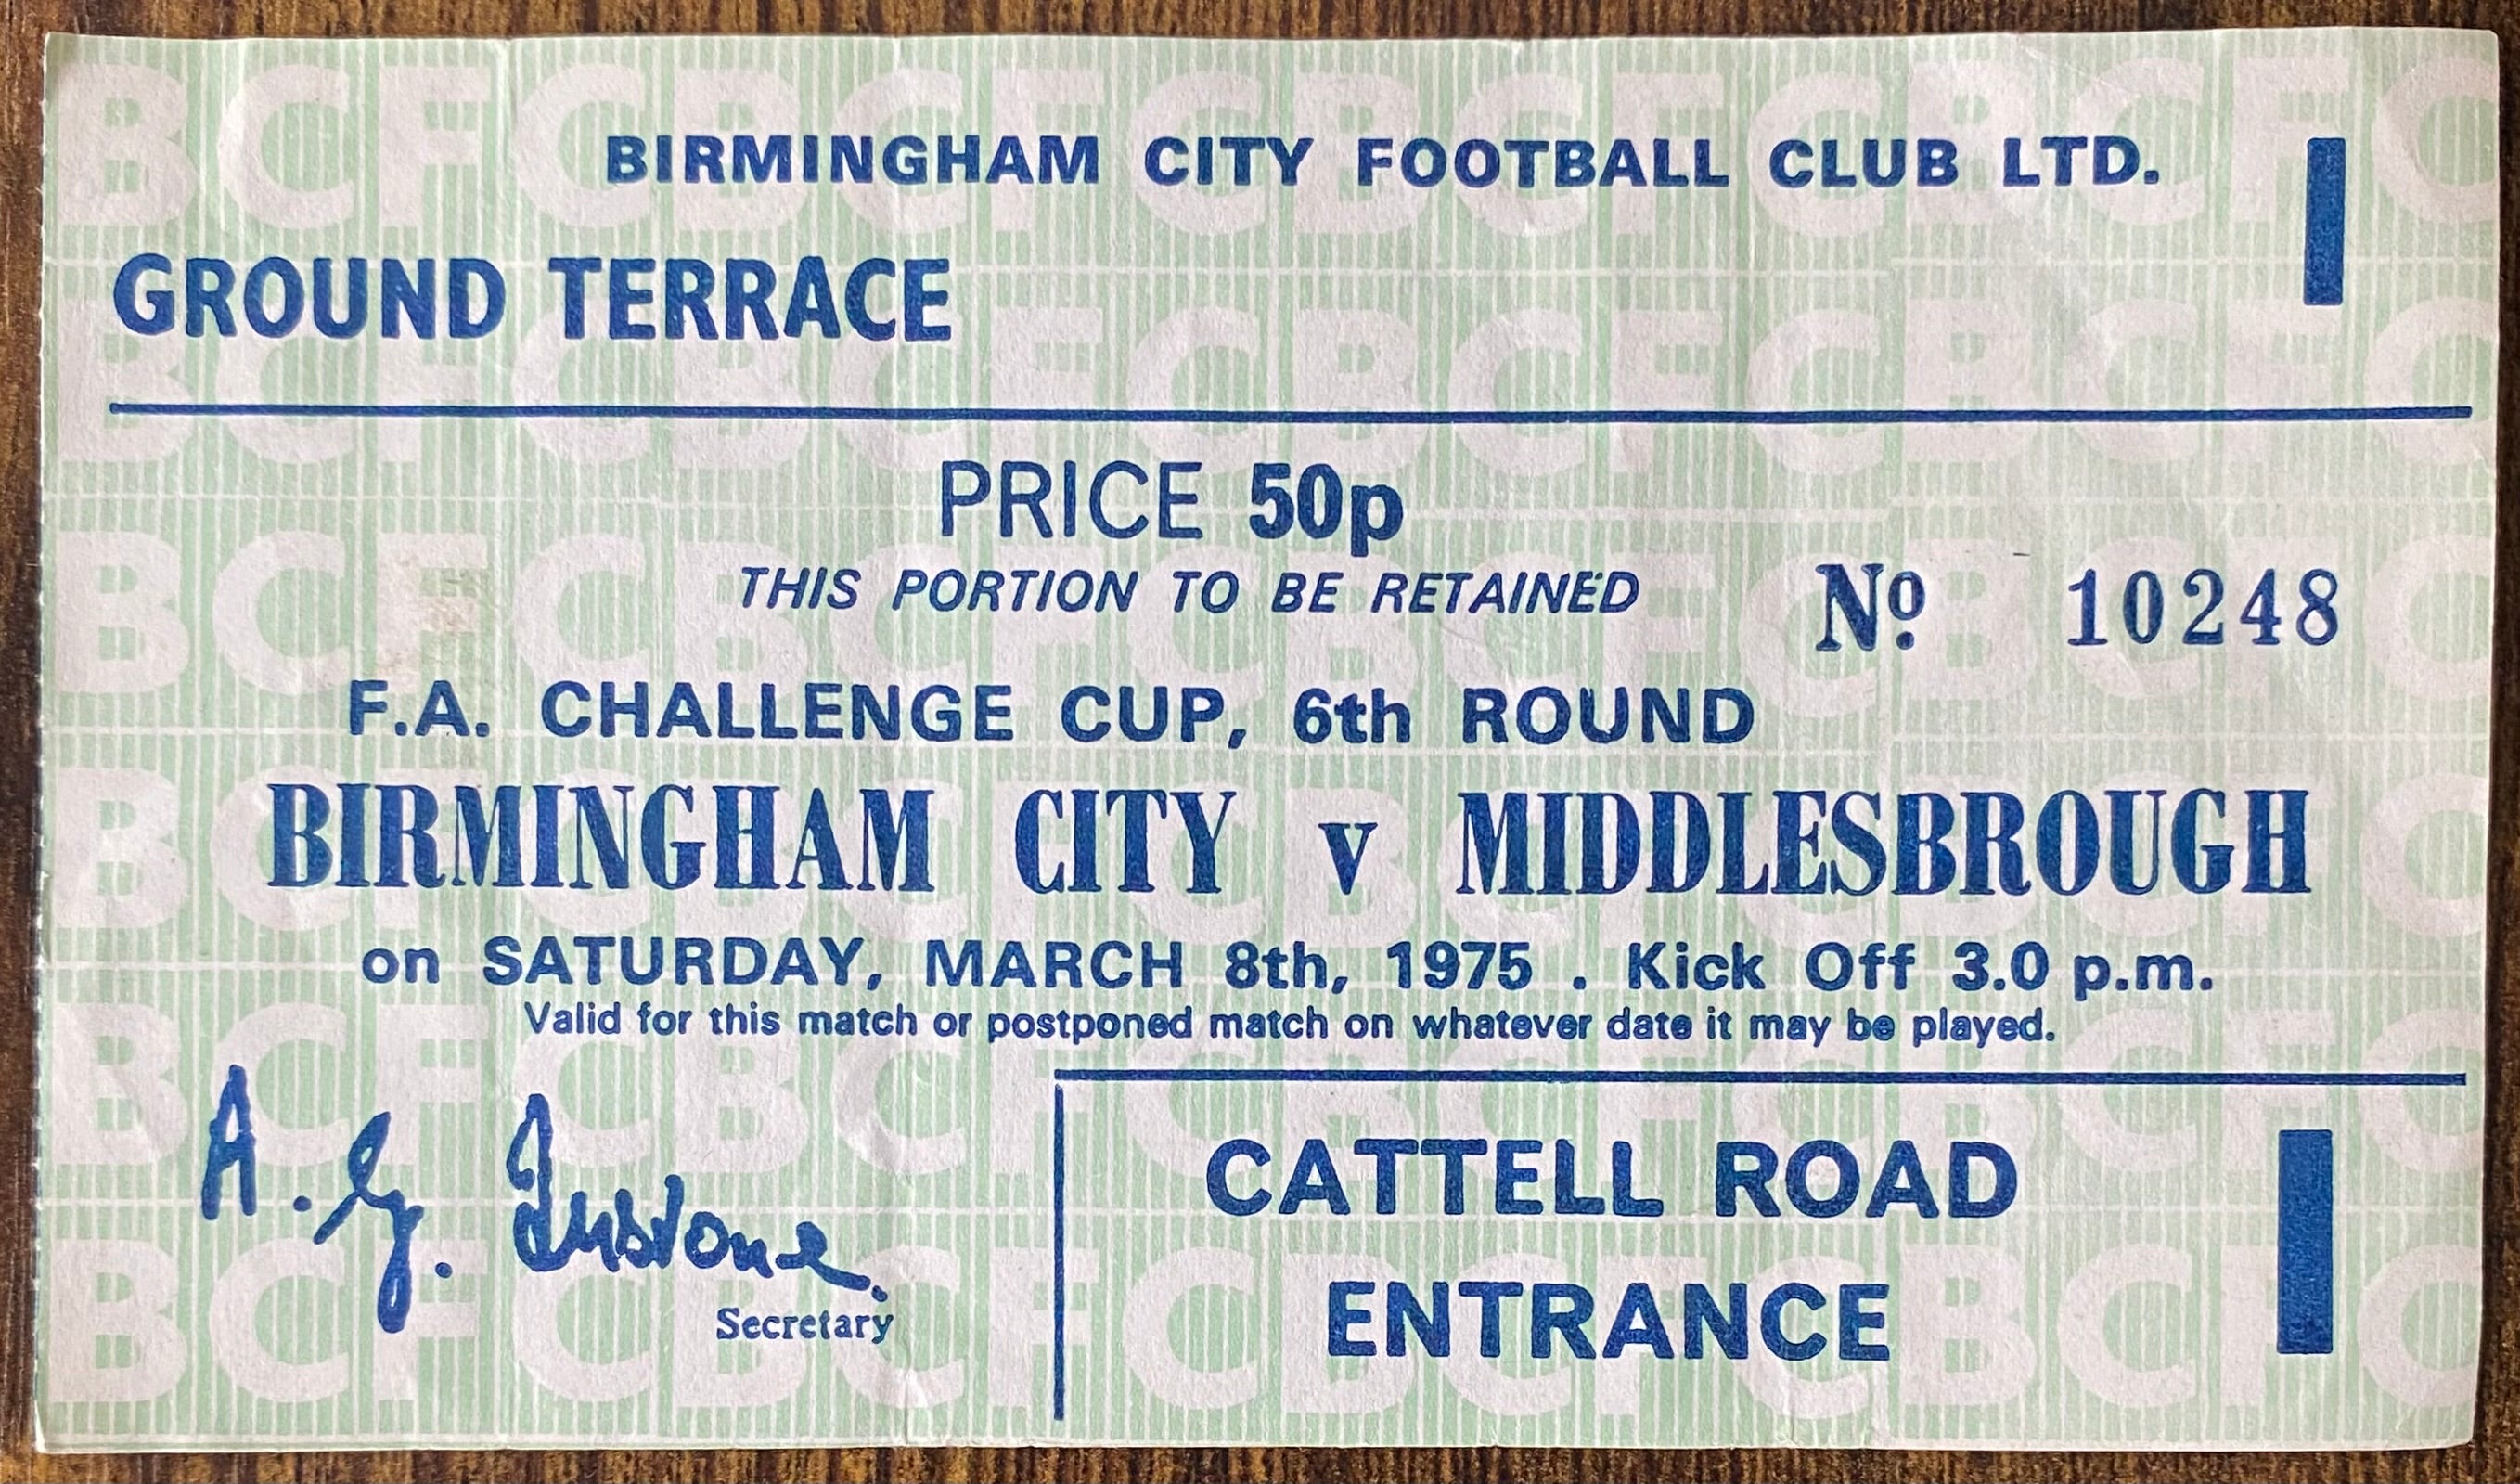 BIRMINGHAM CITY FOOTBALL CLUB LTD.
GROUND TERRACE
PRICE 50p
THIS PORTION TO BE RETAINED
Nº 10248
F.A. CHALLENGE CUP, 6th ROUND
BIRMINGHAM CITY v MIDDLESBROUGH
on SATURDAY, MARCH 8th, 1975 . Kick Off 3.0 p.m.
Valid for this match or postponed match on whatever date it may be played.
A. G.
Secretary
CATTELL ROAD
ENTRANCE